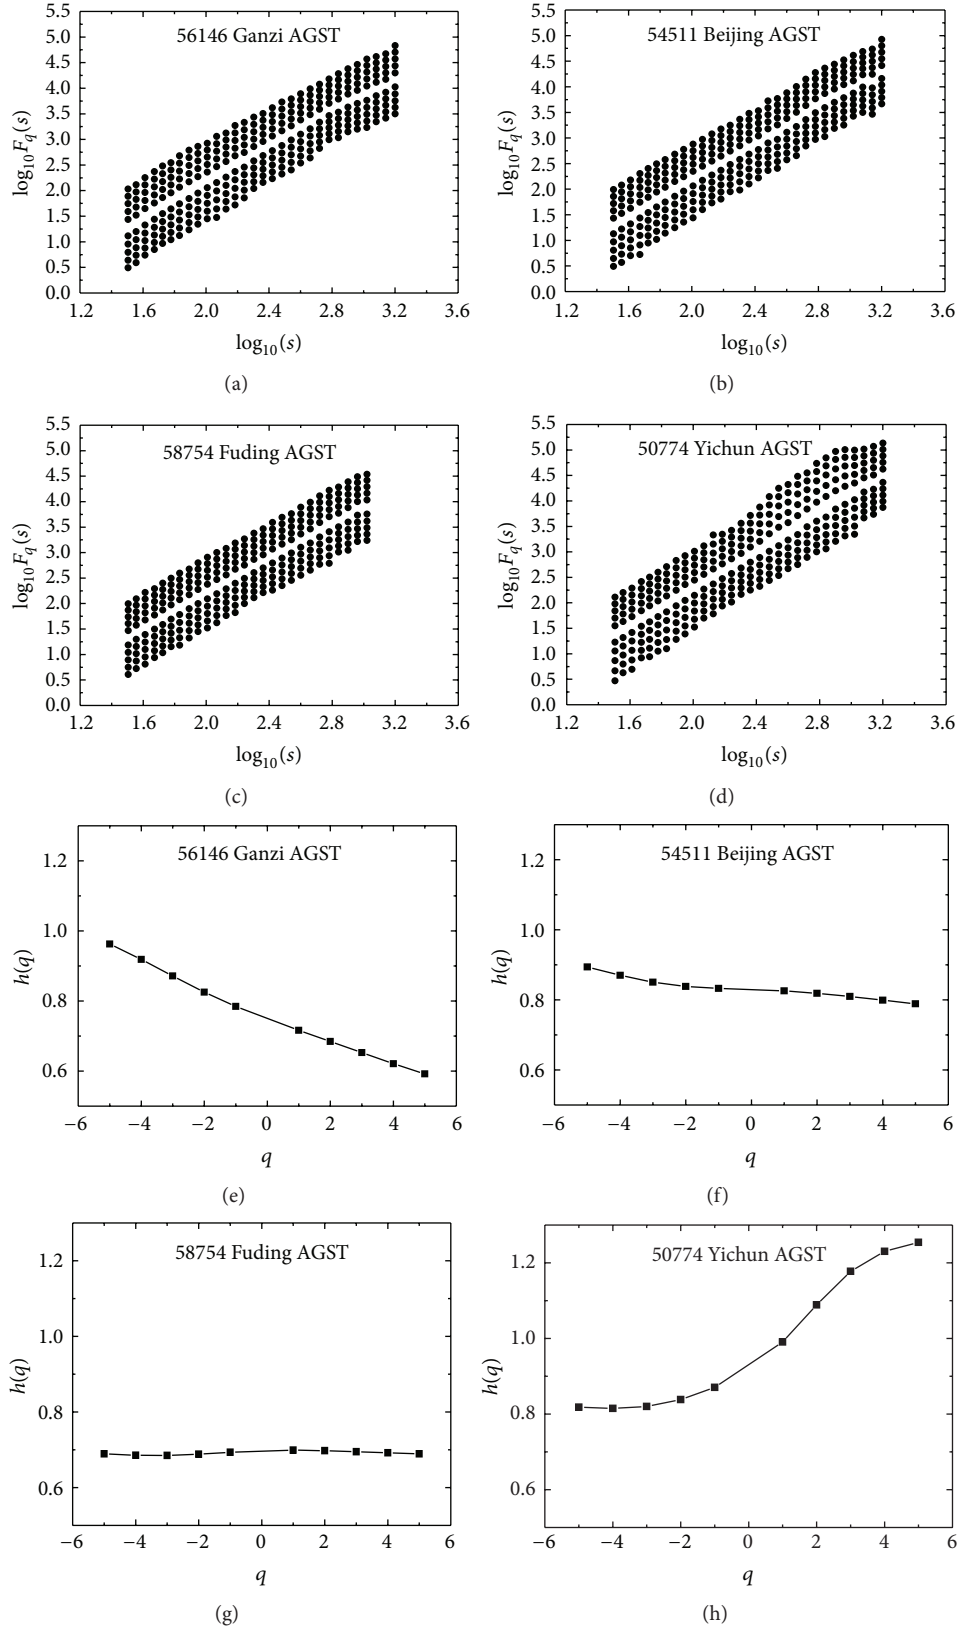 56146 Ganzi AGST
5.5
5.0
4.5
4.0
3.5
3.0
2.5
2.0
1.5
1.0
0.5
0.0
log₁₀Fq(s)
1.2 1.6 2.0 2.4 2.8 3.2 3.6
log₁₀(s)
(a)
54511 Beijing AGST
5.5
5.0
4.5
4.0
3.5
3.0
2.5
2.0
1.5
1.0
0.5
0.0
log₁₀Fq(s)
1.2 1.6 2.0 2.4 2.8 3.2 3.6
log₁₀(s)
(b)
58754 Fuding AGST
5.5
5.0
4.5
4.0
3.5
3.0
2.5
2.0
1.5
1.0
0.5
0.0
log₁₀Fq(s)
1.2 1.6 2.0 2.4 2.8 3.2 3.6
log₁₀(s)
(c)
50774 Yichun AGST
5.5
5.0
4.5
4.0
3.5
3.0
2.5
2.0
1.5
1.0
0.5
0.0
log₁₀Fq(s)
1.2 1.6 2.0 2.4 2.8 3.2 3.6
log₁₀(s)
(d)
56146 Ganzi AGST
1.2
1.0
0.8
0.6
h(q)
−6 −4 −2 0 2 4 6
q
(e)
54511 Beijing AGST
1.2
1.0
0.8
0.6
h(q)
−6 −4 −2 0 2 4 6
q
(f)
58754 Fuding AGST
1.2
1.0
0.8
0.6
h(q)
−6 −4 −2 0 2 4 6
q
(g)
50774 Yichun AGST
1.2
1.0
0.8
0.6
h(q)
−6 −4 −2 0 2 4 6
q
(h)